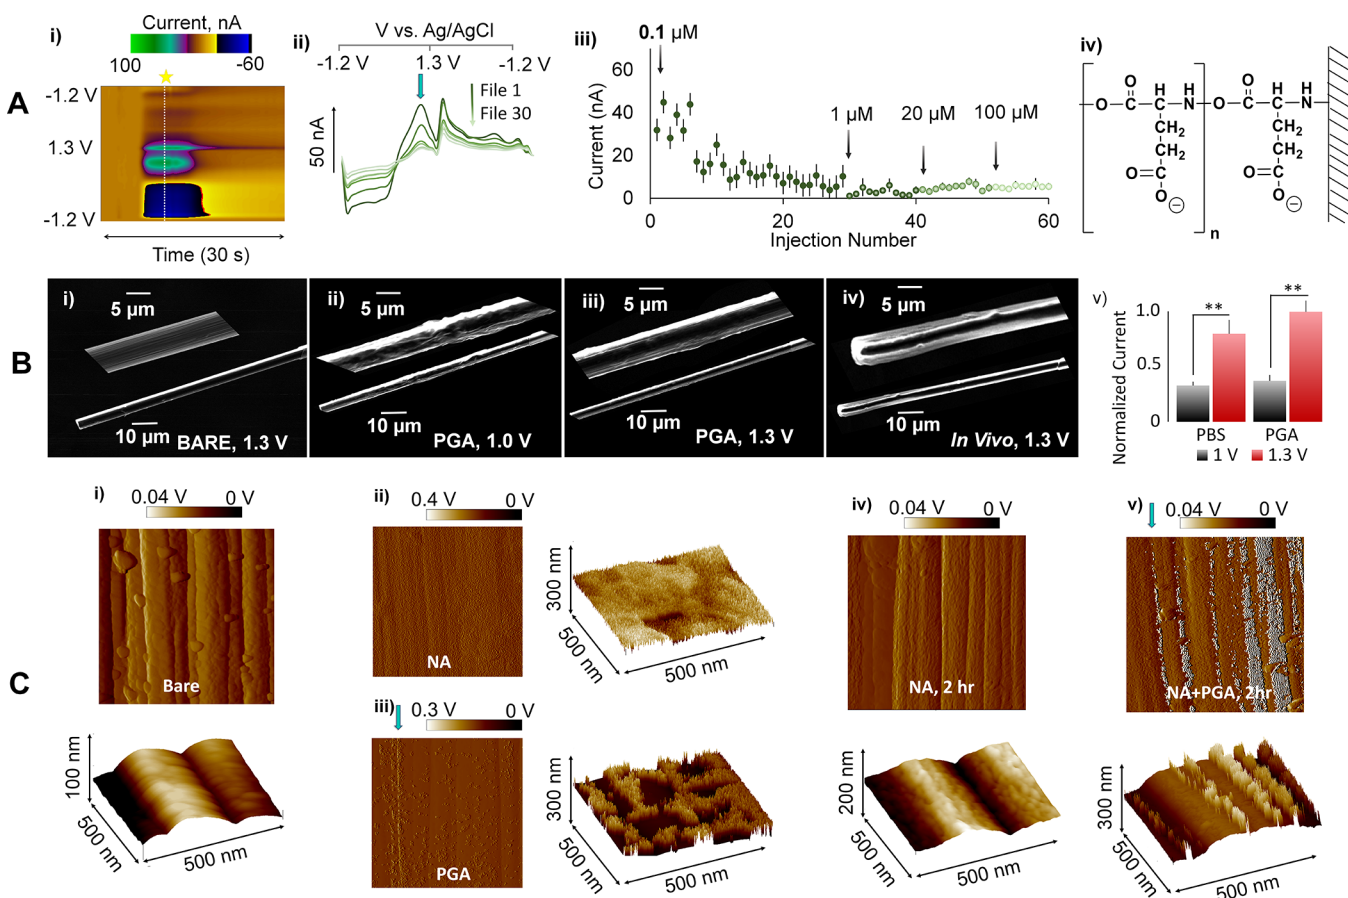 A
i)
Current, nA
100
-60
-1.2 V
1.3 V
-1.2 V
Time (30 s)
ii)
V vs. Ag/AgCl
-1.2 V
1.3 V
-1.2 V
File 1
File 30
50 nA
iii)
0.1 µM
1 µM
20 µM
100 µM
Current (nA)
60
40
20
0
0
20
40
60
Injection Number
iv)
O
O
O
C
C
H
H
N
O
C
C
H
H
N
CH2
CH2
CH2
CH2
O
C
O
C
O
O
n
B
i)
5 µm
10 µm
BARE, 1.3 V
ii)
5 µm
10 µm
PGA, 1.0 V
iii)
5 µm
10 µm
PGA, 1.3 V
iv)
5 µm
10 µm
In Vivo, 1.3 V
v)
Normalized Current
1.0
0.5
0
**
**
PBS
PGA
1 V
1.3 V
C
i)
0.04 V
0 V
Bare
100 nm
500 nm
500 nm
ii)
0.4 V
0 V
NA
300 nm
500 nm
500 nm
iii)
0.3 V
0 V
PGA
300 nm
500 nm
500 nm
iv)
0.04 V
0 V
NA, 2 hr
200 nm
500 nm
500 nm
v)
0.04 V
0 V
NA+PGA, 2hr
300 nm
500 nm
500 nm